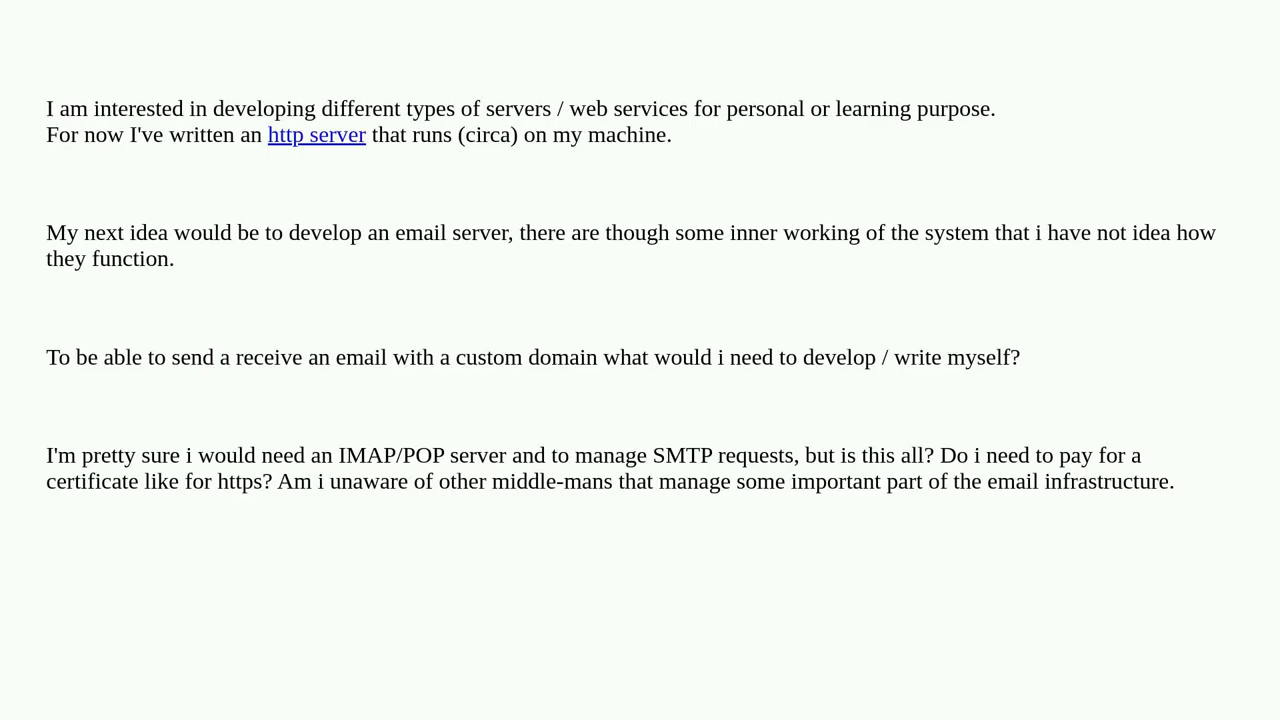 I am interested in developing different types of servers / web services for personal or learning purpose.
For now I've written an http server that runs (circa) on my machine.
My next idea would be to develop an email server, there are though some inner working of the system that i have not idea how
they function.
To be able to send a receive an email with a custom domain what would i need to develop / write myself?
I'm pretty sure i would need an IMAP/POP server and to manage SMTP requests, but is this all? Do i need to pay for a
certificate like for https? Am i unaware of other middle-mans that manage some important part of the email infrastructure.